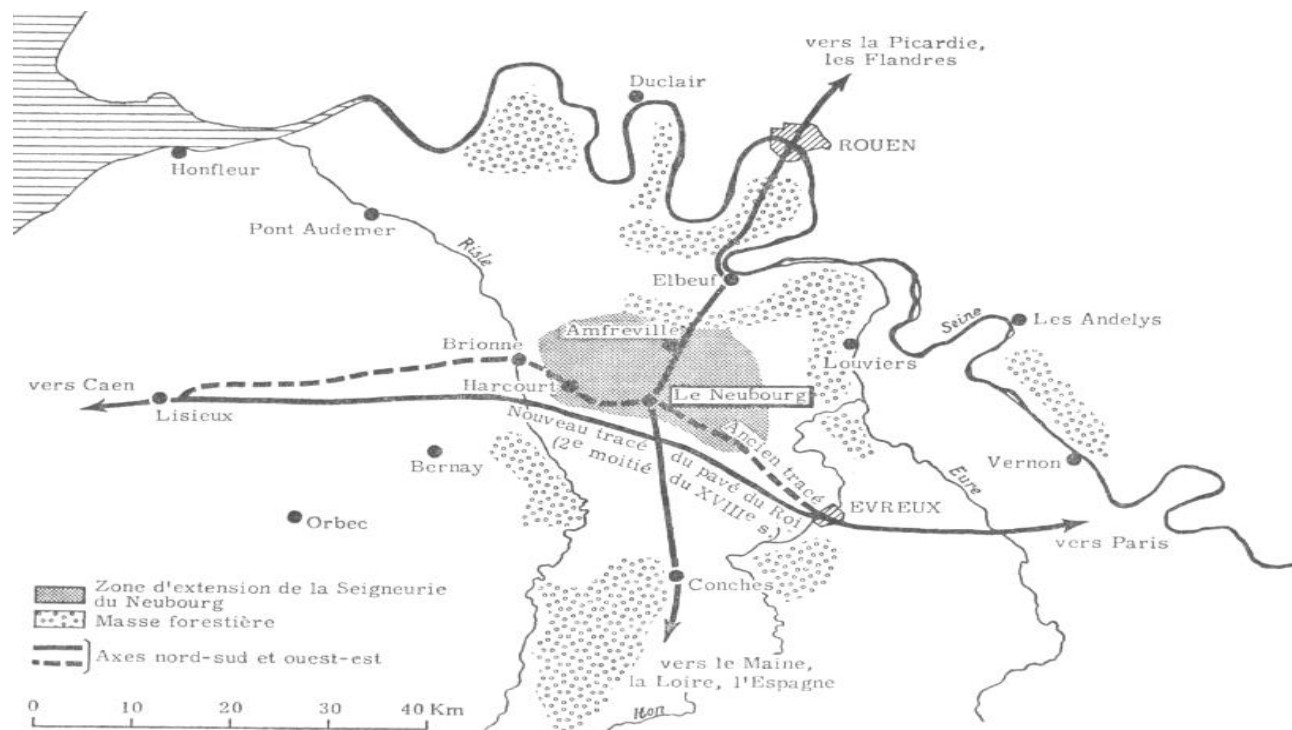 vers la Picardie,
les Flandres
Duclair
ROUEN
Honfleur
Pont Audemer
Risle
Elbeuf
Seine
Les Andelys
Amfreville
Brionne
Louviers
vers Caen
Harcourt
Le Neubourg
Lisieux
Nouveau tracé du pavé du Roi
(2e moitié du XVIIIe s.)
Ancien tracé
Bernay
Vernon
Eure
EVREUX
Orbec
vers Paris
Conches
Zone d'extension de la Seigneurie
du Neubourg
Masse forestière
Axes nord-sud et ouest-est
vers le Maine,
la Loire, l'Espagne
Iton
0 10 20 30 40 Km